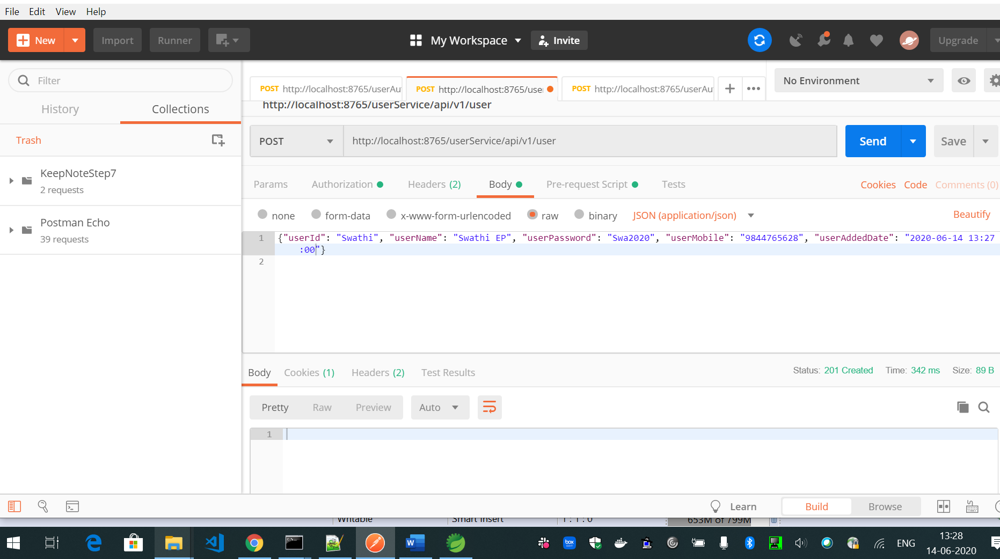 File Edit View Help
New Import Runner My Workspace Invite Upgrade
Filter
History Collections
Trash
KeepNoteStep7
2 requests
Postman Echo
39 requests
POST http://localhost:8765/userAu POST http://localhost:8765/use POST http://localhost:8765/userAu + ••• No Environment
http://localhost:8765/userService/api/v1/user
POST http://localhost:8765/userService/api/v1/user Send Save
Params Authorization Headers (2) Body Pre-request Script Tests Cookies Code Comments (0)
none form-data x-www-form-urlencoded raw binary JSON (application/json) Beautify
1 {"userId": "Swathi", "userName": "Swathi EP", "userPassword": "Swa2020", "userMobile": "9844765628", "userAddedDate": "2020-06-14 13:27
:00"}
2
Body Cookies (1) Headers (2) Test Results Status: 201 Created Time: 342 ms Size: 89 B
Pretty Raw Preview Auto
1
Learn Build Browse
Writable Smart Insert 1 : 1 : 0 653M of 799M
W box ENG 13:28
14-06-2020